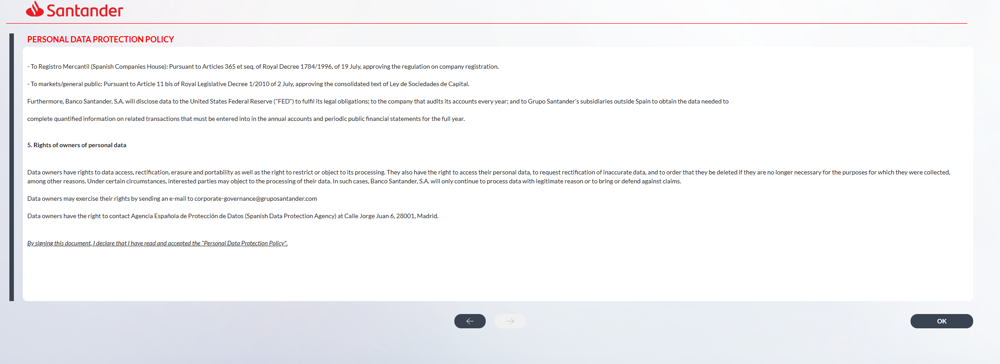 Santander
PERSONAL DATA PROTECTION POLICY
- To Registro Mercantil (Spanish Companies House): Pursuant to Articles 365 et seq. of Royal Decree 1784/1996, of 19 July, approving the regulation on company registration.
- To markets/general public: Pursuant to Article 11 bis of Royal Legislative Decree 1/2010 of 2 July, approving the consolidated text of Ley de Sociedades de Capital.
Furthermore, Banco Santander, S.A. will disclose data to the United States Federal Reserve ("FED") to fulfil its legal obligations; to the company that audits its accounts every year; and to Grupo Santander's subsidiaries outside Spain to obtain the data needed to
complete quantified information on related transactions that must be entered into in the annual accounts and periodic public financial statements for the full year.
5. Rights of owners of personal data
Data owners have rights to data access, rectification, erasure and portability as well as the right to restrict or object to its processing. They also have the right to access their personal data, to request rectification of inaccurate data, and to order that they be deleted if they are no longer necessary for the purposes for which they were collected,
among other reasons. Under certain circumstances, interested parties may object to the processing of their data. In such cases, Banco Santander, S.A. will only continue to process data with legitimate reason or to bring or defend against claims.
Data owners may exercise their rights by sending an e-mail to corporate-governance@gruposantander.com
Data owners have the right to contact Agencia Española de Protección de Datos (Spanish Data Protection Agency) at Calle Jorge Juan 6, 28001, Madrid.
By signing this document, I declare that I have read and accepted the "Personal Data Protection Policy".
OK